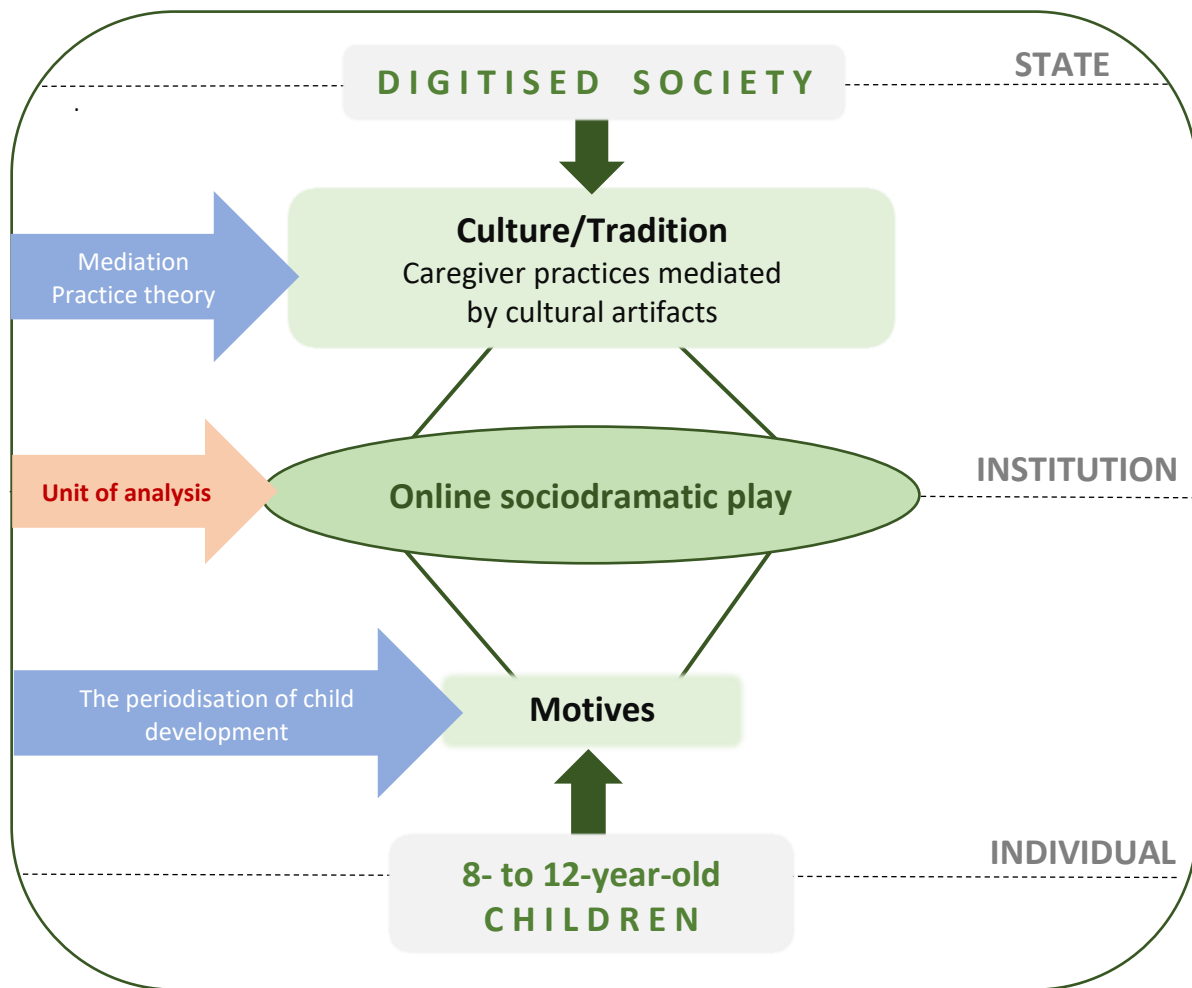 STATE
DIGITISED SOCIETY
.
Culture/Tradition
Caregiver practices mediated
by cultural artifacts
Mediation
Practice theory
INSTITUTION
Unit of analysis
Online sociodramatic play
The periodisation of child
development
Motives
INDIVIDUAL
8- to 12-year-old
CHILDREN